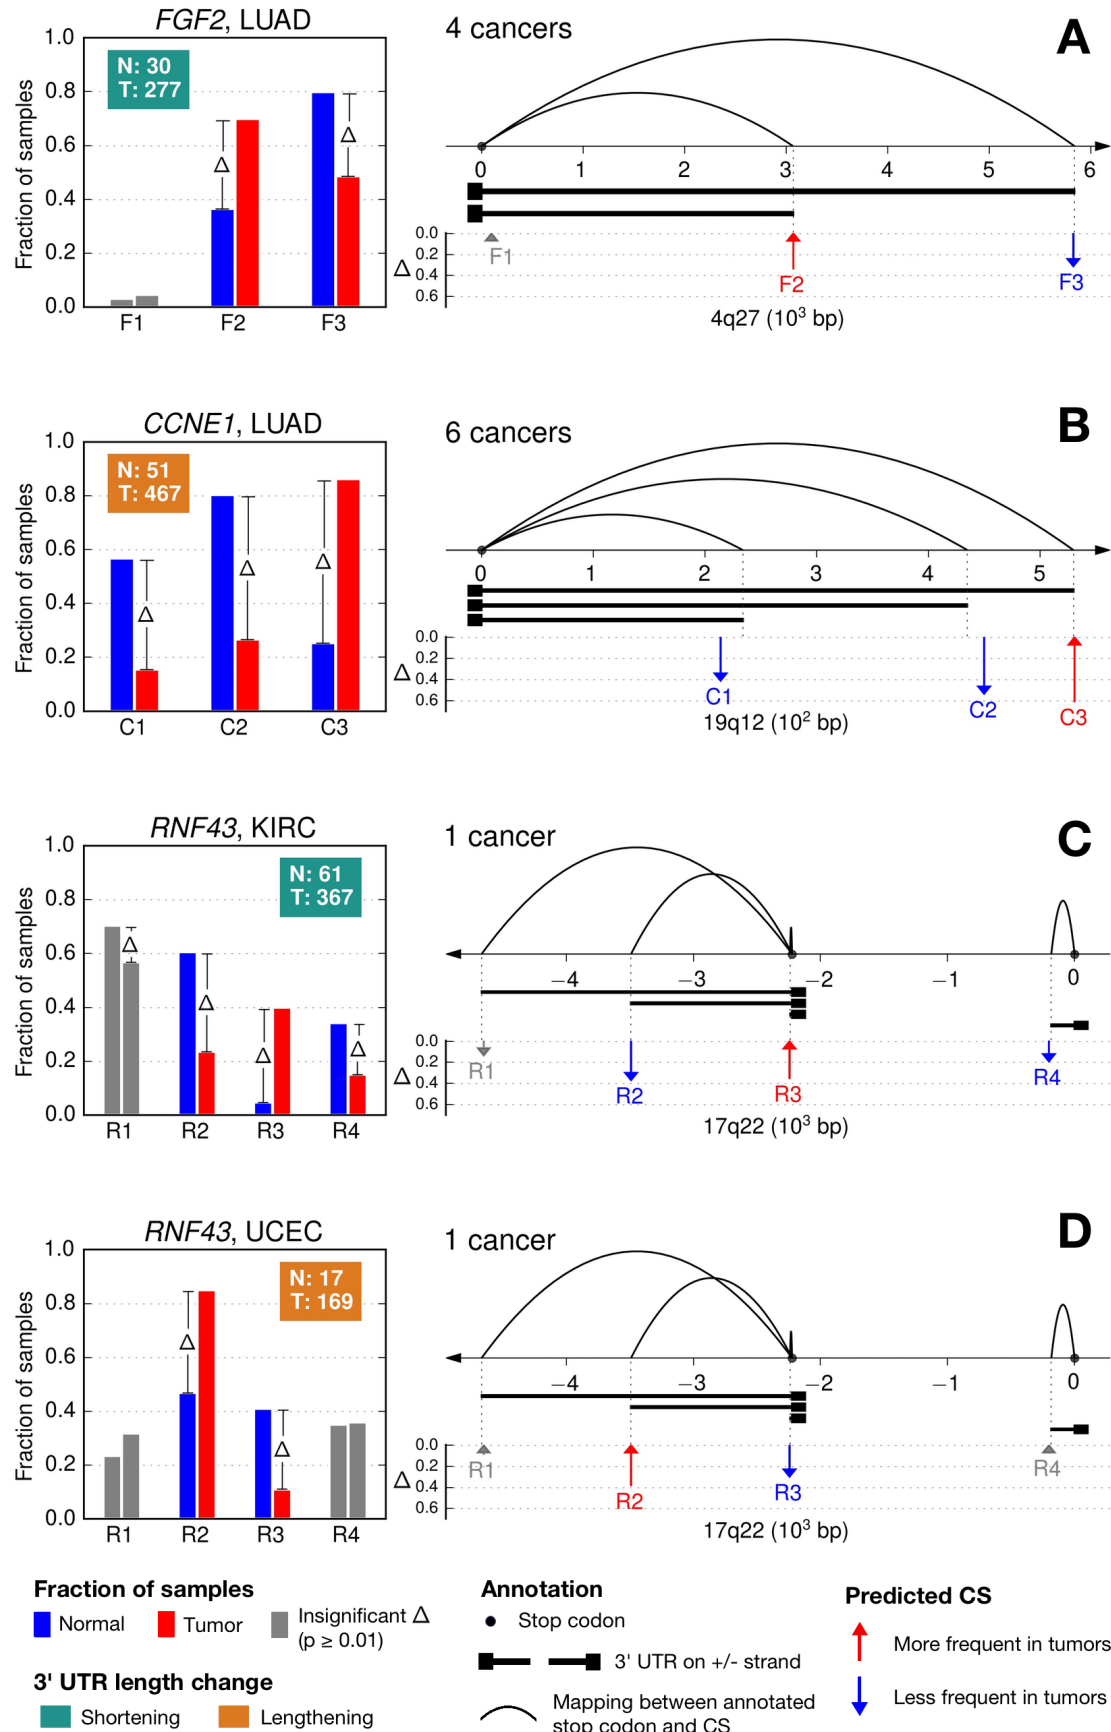 FGF2, LUAD
4 cancers
A
Fraction of samples
1.0
0.8
0.6
0.4
0.2
0.0
N: 30
T: 277
Δ
Δ
F1
F2
F3
0
1
2
3
4
5
6
Δ
0.0
0.2
0.4
0.6
F1
F2
F3
4q27 (10³ bp)
CCNE1, LUAD
6 cancers
B
Fraction of samples
1.0
0.8
0.6
0.4
0.2
0.0
N: 51
T: 467
Δ
Δ
Δ
C1
C2
C3
0
1
2
3
4
5
Δ
0.0
0.2
0.4
0.6
C1
C2
C3
19q12 (10² bp)
RNF43, KIRC
1 cancer
C
Fraction of samples
1.0
0.8
0.6
0.4
0.2
0.0
N: 61
T: 367
Δ
Δ
Δ
Δ
R1
R2
R3
R4
−4
−3
−2
−1
0
Δ
0.0
0.2
0.4
0.6
R1
R2
R3
R4
17q22 (10³ bp)
RNF43, UCEC
1 cancer
D
Fraction of samples
1.0
0.8
0.6
0.4
0.2
0.0
N: 17
T: 169
Δ
Δ
R1
R2
R3
R4
−4
−3
−2
−1
0
Δ
0.0
0.2
0.4
0.6
R1
R2
R3
R4
17q22 (10³ bp)
Fraction of samples
Normal
Tumor
Insignificant Δ
(p ≥ 0.01)
3' UTR length change
Shortening
Lengthening
Annotation
Stop codon
3' UTR on +/- strand
Mapping between annotated
stop codon and CS
Predicted CS
More frequent in tumors
Less frequent in tumors